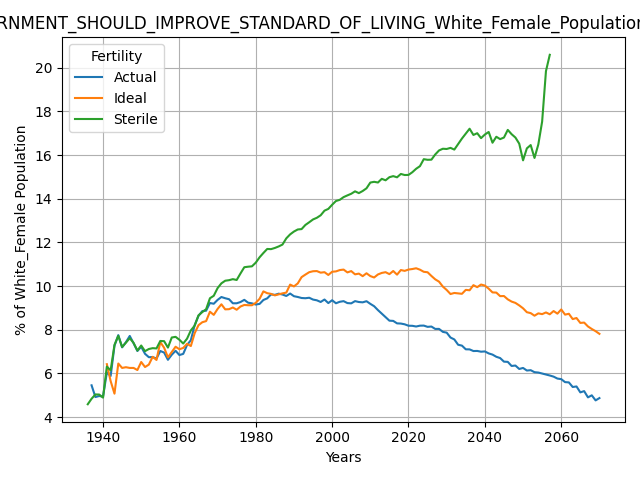 RNMENT_SHOULD_IMPROVE_STANDARD_OF_LIVING_White_Female_Population
Fertility
Actual
Ideal
Sterile
% of White_Female Population
20
18
16
14
12
10
8
6
4
1940 1960 1980 2000 2020 2040 2060
Years